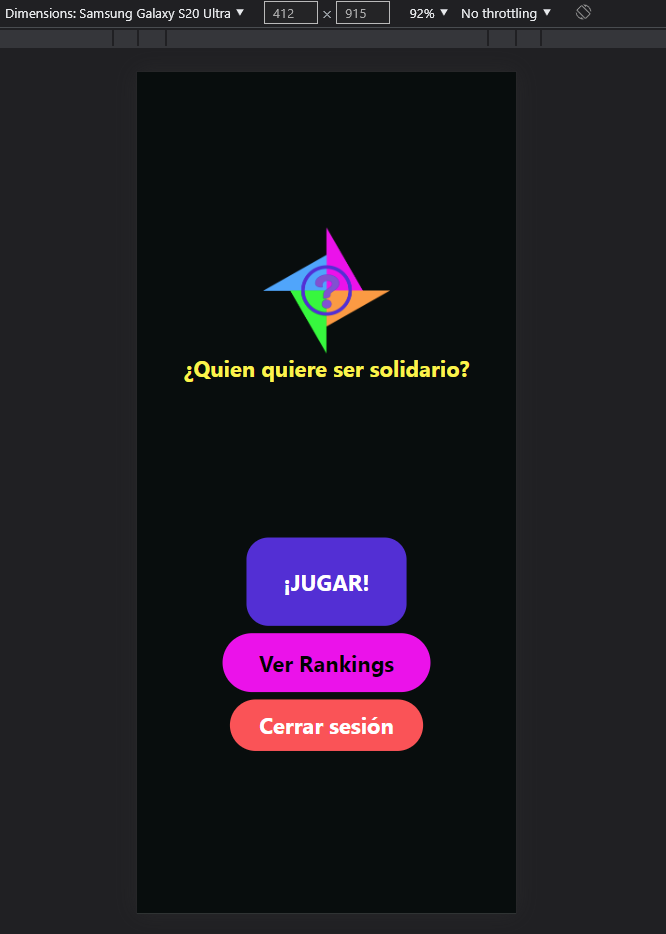 Dimensions: Samsung Galaxy S20 Ultra ▼ 412 × 915 92% ▼ No throttling ▼
?
¿Quien quiere ser solidario?
¡JUGAR!
Ver Rankings
Cerrar sesión